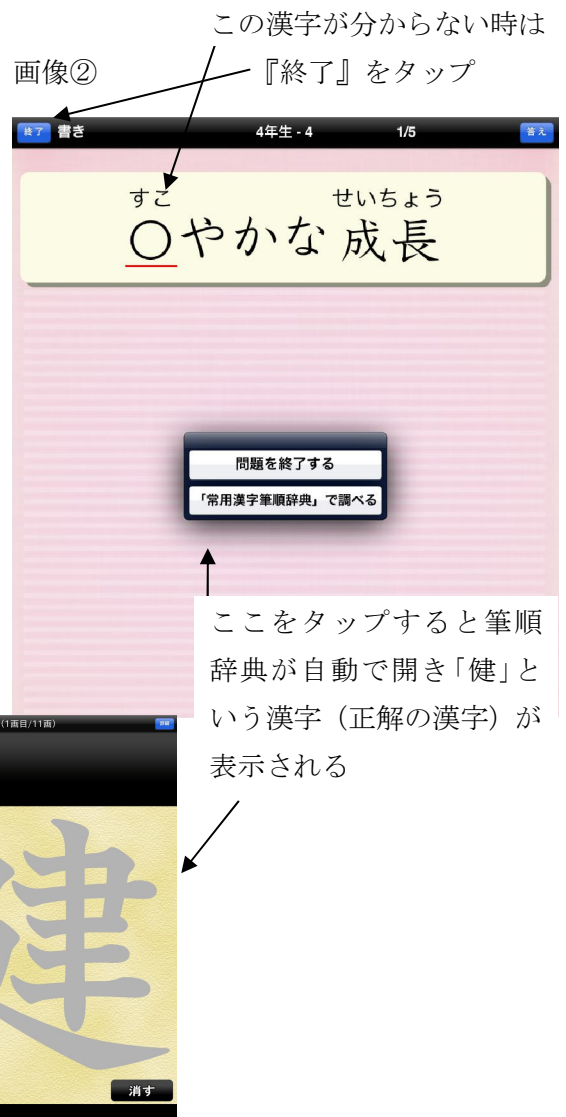 この漢字が分からない時は
画像②
『終了』をタップ
終了 書き 4年生 - 4 1/5 答え
すこ せいちょう
○やかな成長
問題を終了する
「常用漢字筆順辞典」で調べる
ここをタップすると筆順
辞典が自動で開き「健」と
いう漢字（正解の漢字）が
表示される
(1画目/11画) 詳細
消す